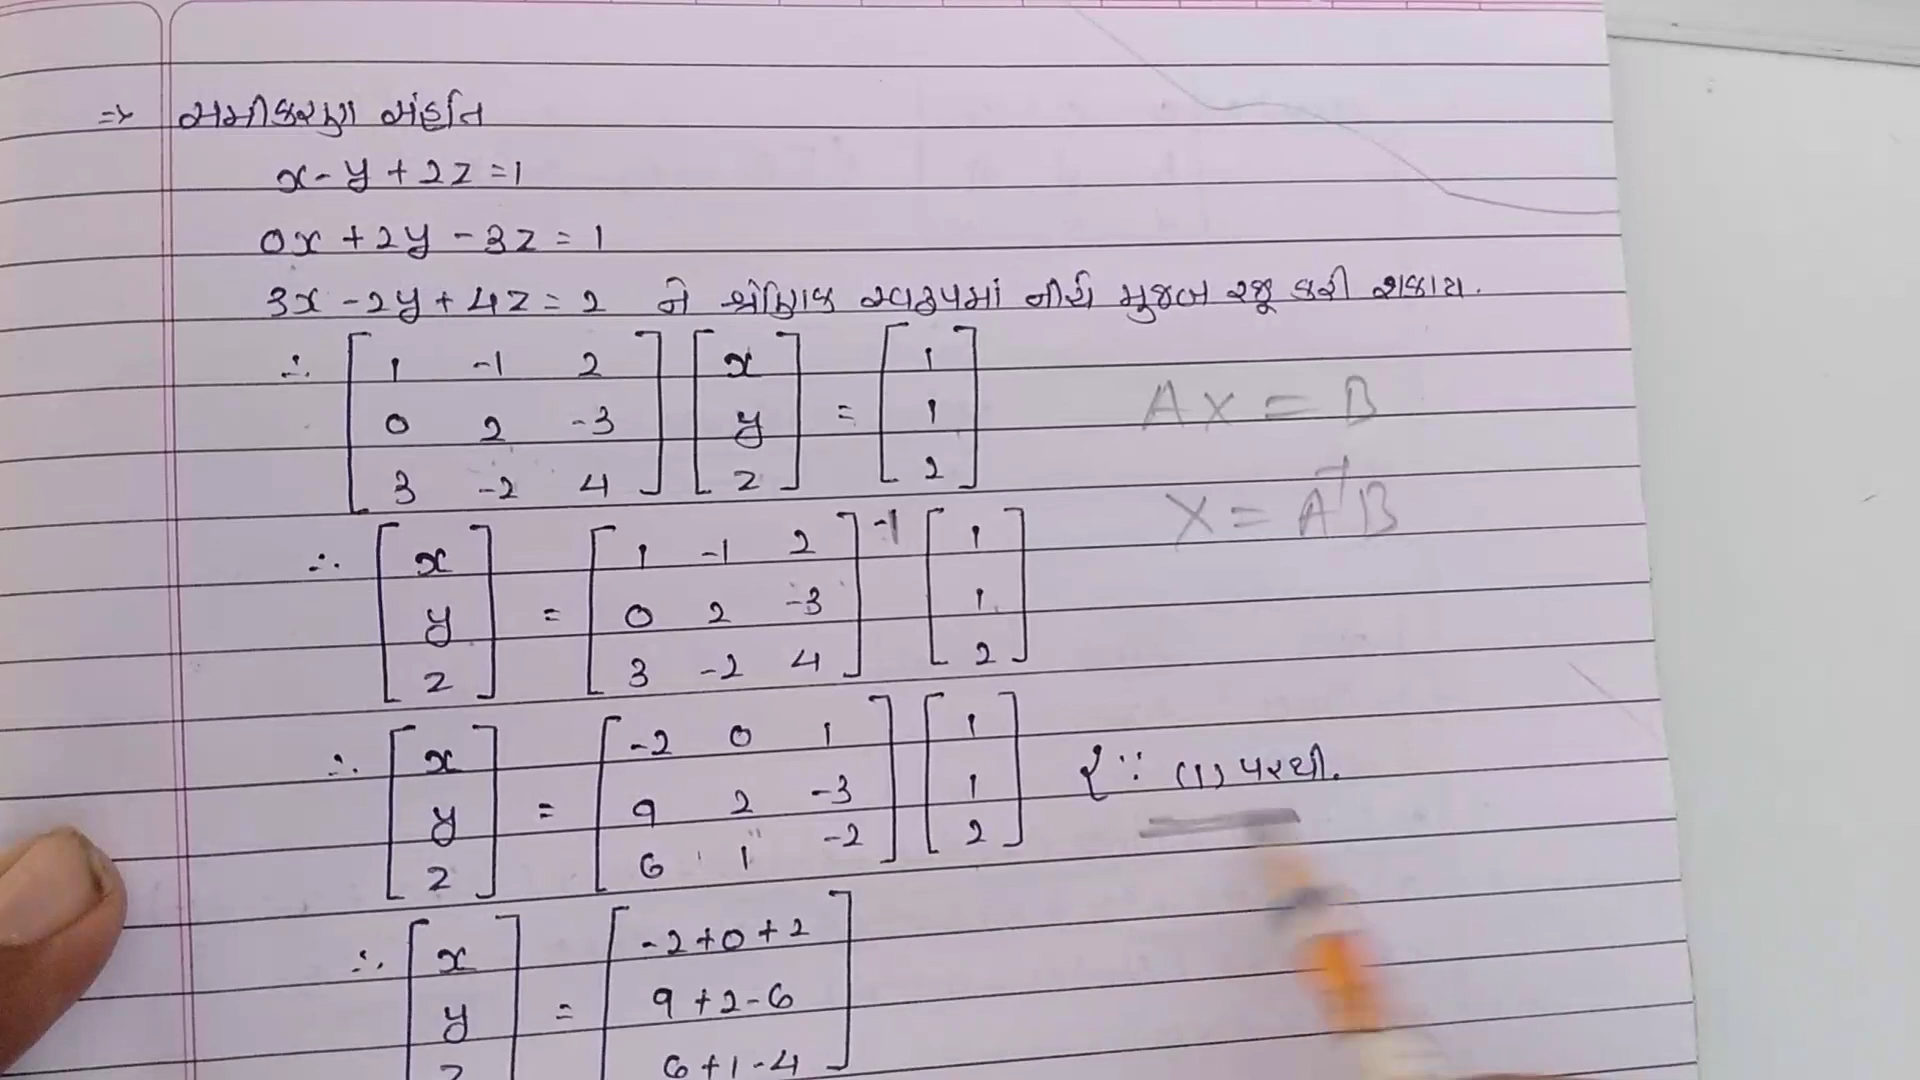 => સમીકરણ સંહતિ
x - y + 2z = 1
0x + 2y - 3z = 1
3x - 2y + 4z = 2 ને શ્રેણિક સ્વરૂપમાં નીચે મુજબ રજૂ કરી શકાય.
∴ [ 1 -1 2 ] [ x ] = [ 1 ]
[ 0 2 -3 ] [ y ] [ 1 ]
[ 3 -2 4 ] [ z ] [ 2 ]
AX = B
X = A⁻¹B
∴ [ x ] = [ 1 -1 2 ]⁻¹ [ 1 ]
[ y ] [ 0 2 -3 ] [ 1 ]
[ z ] [ 3 -2 4 ] [ 2 ]
∴ [ x ] = [ -2 0 1 ] [ 1 ] {∵ (1) પરથી.
[ y ] [ 9 2 -3 ] [ 1 ]
[ z ] [ 6 1 -2 ] [ 2 ]
∴ [ x ] = [ -2+0+2 ]
[ y ] [ 9+2-6 ]
[ z ] [ 6+1-4 ]